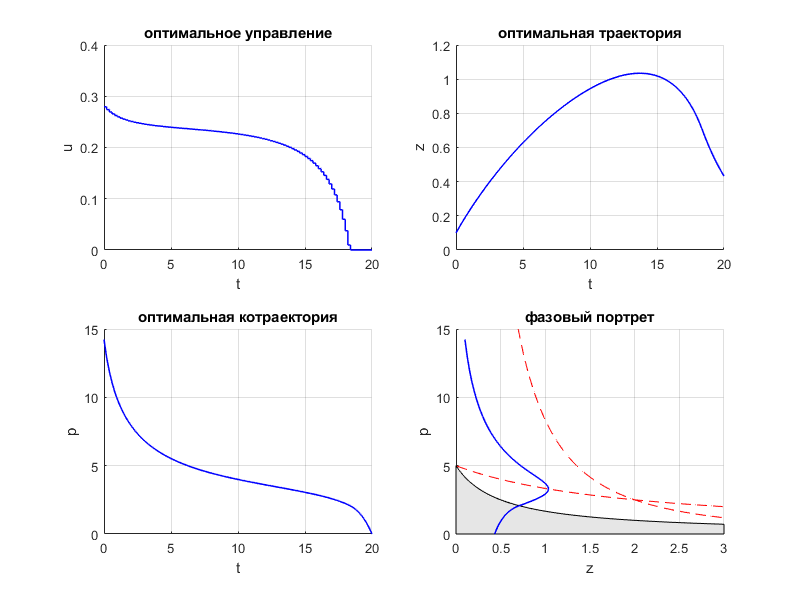 оптимальное управление
0.4
0.3
0.2
0.1
0
u
0 5 10 15 20
t
оптимальная траектория
1.2
1
0.8
0.6
0.4
0.2
0
z
0 5 10 15 20
t
оптимальная котраектория
15
10
5
0
p
0 5 10 15 20
t
фазовый портрет
15
10
5
0
p
0 0.5 1 1.5 2 2.5 3
z